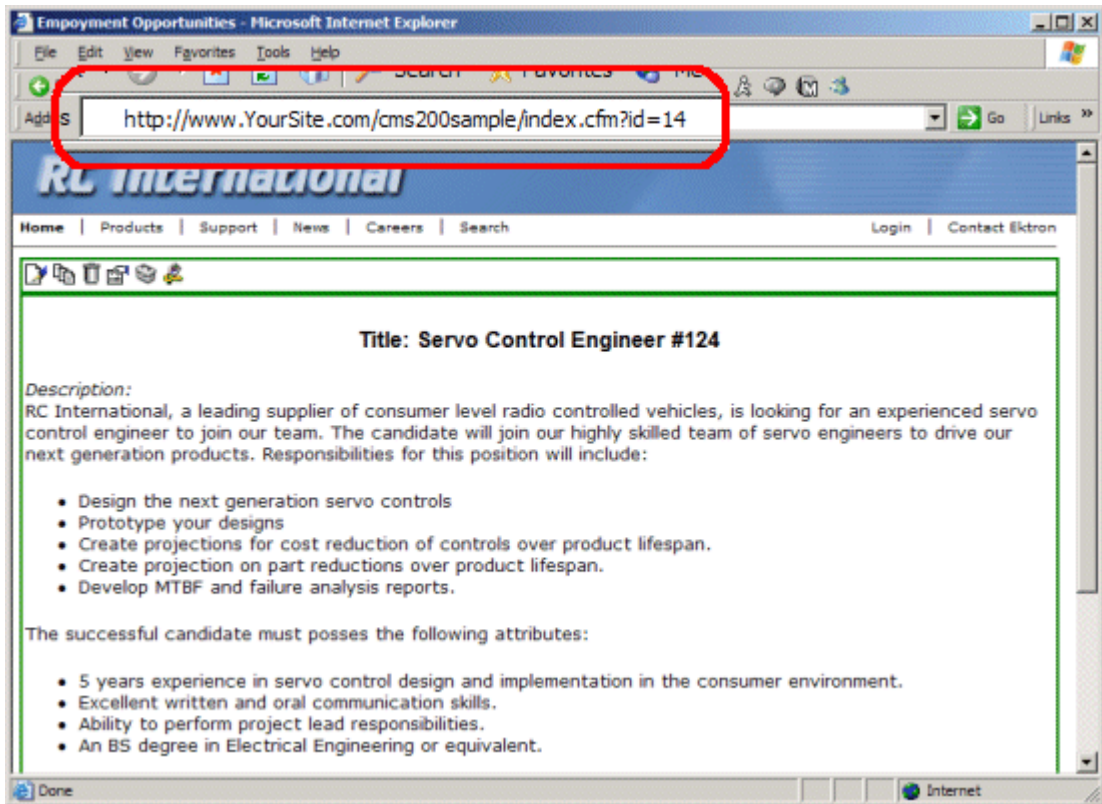 Empoyment Opportunities - Microsoft Internet Explorer
File Edit View Favorites Tools Help
Search Favorites Me
Address http://www.YourSite.com/cms200sample/index.cfm?id=14 Go Links »
RC International
Home | Products | Support | News | Careers | Search Login | Contact Ektron
Title: Servo Control Engineer #124
Description:
RC International, a leading supplier of consumer level radio controlled vehicles, is looking for an experienced servo
control engineer to join our team. The candidate will join our highly skilled team of servo engineers to drive our
next generation products. Responsibilities for this position will include:
• Design the next generation servo controls
• Prototype your designs
• Create projections for cost reduction of controls over product lifespan.
• Create projection on part reductions over product lifespan.
• Develop MTBF and failure analysis reports.
The successful candidate must posses the following attributes:
• 5 years experience in servo control design and implementation in the consumer environment.
• Excellent written and oral communication skills.
• Ability to perform project lead responsibilities.
• An BS degree in Electrical Engineering or equivalent.
Done Internet